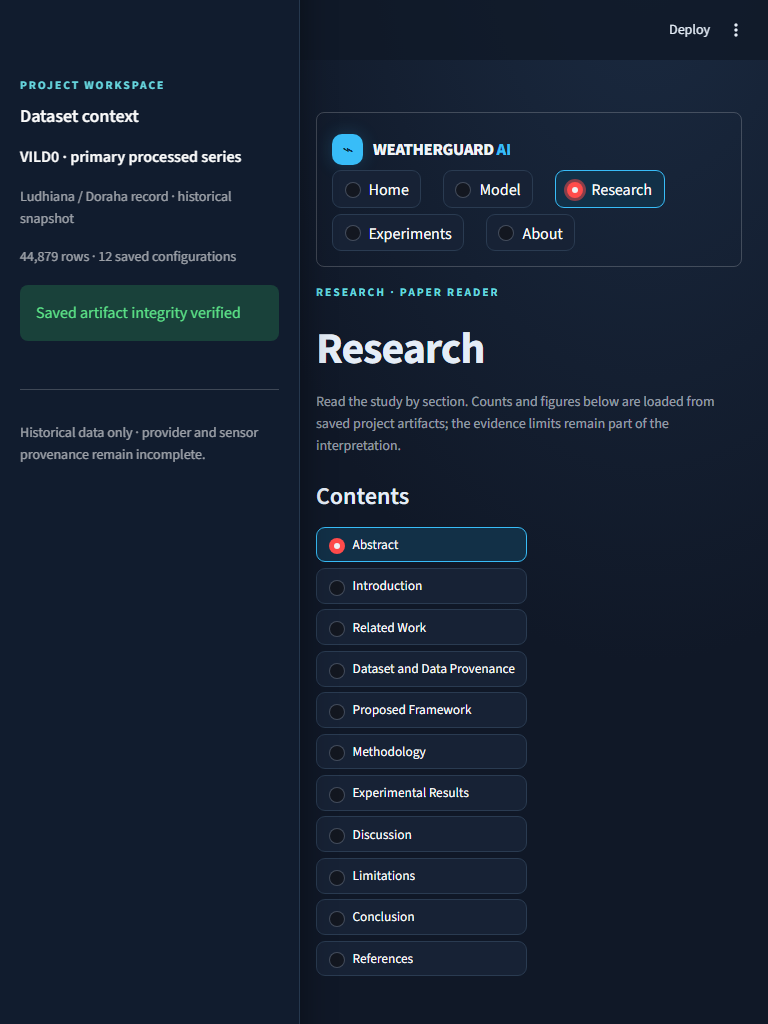 Deploy
PROJECT WORKSPACE
Dataset context
VILD0 · primary processed series
Ludhiana / Doraha record · historical
snapshot
44,879 rows · 12 saved configurations
Saved artifact integrity verified
Historical data only · provider and sensor
provenance remain incomplete.
WEATHERGUARD AI
Home
Model
Research
Experiments
About
RESEARCH · PAPER READER
Research
Read the study by section. Counts and figures below are loaded from
saved project artifacts; the evidence limits remain part of the
interpretation.
Contents
Abstract
Introduction
Related Work
Dataset and Data Provenance
Proposed Framework
Methodology
Experimental Results
Discussion
Limitations
Conclusion
References